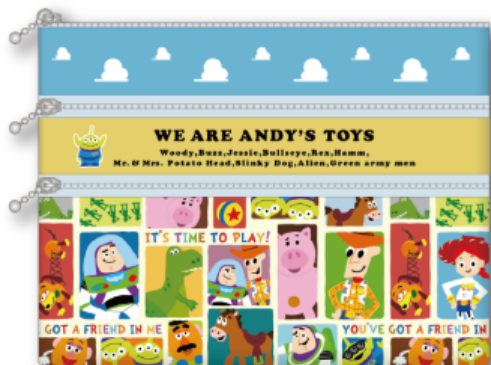 WE ARE ANDY'S TOYS
Woody,Buzz,Jessie,Bullseye,Rex,Hamm,
Mr. & Mrs. Potato Head,Slinky Dog,Alien,Green army men
IT'S TIME TO PLAY!
GOT A FRIEND IN ME
YOU'VE GOT A FRIEND IN